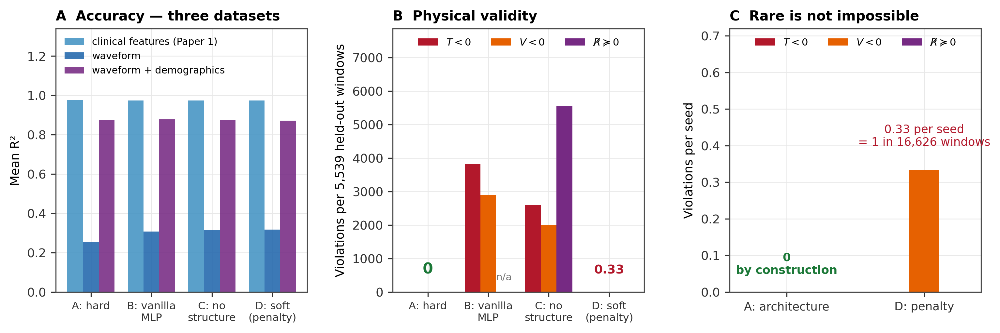 A Accuracy — three datasets
clinical features (Paper 1)
waveform
waveform + demographics
Mean R²
1.2
1.0
0.8
0.6
0.4
0.2
0.0
A: hard
B: vanilla
MLP
C: no
structure
D: soft
(penalty)
B Physical validity
T < 0
V < 0
R̸ ≽ 0
Violations per 5,539 held-out windows
7000
6000
5000
4000
3000
2000
1000
0
0
n/a
0.33
A: hard
B: vanilla
MLP
C: no
structure
D: soft
(penalty)
C Rare is not impossible
T < 0
V < 0
R̸ ≽ 0
Violations per seed
0.7
0.6
0.5
0.4
0.3
0.2
0.1
0.0
0.33 per seed
= 1 in 16,626 windows
0
by construction
A: architecture
D: penalty